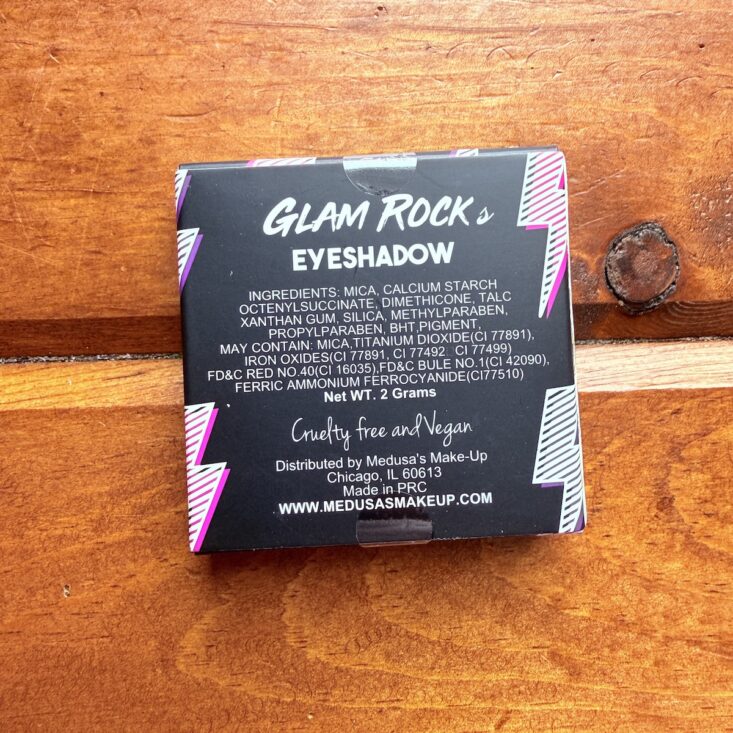 GLAM ROCKs
EYESHADOW
INGREDIENTS: MICA, CALCIUM STARCH
OCTENYLSUCCINATE, DIMETHICONE, TALC
XANTHAN GUM, SILICA, METHYLPARABEN,
PROPYLPARABEN, BHT,PIGMENT,
MAY CONTAIN: MICA,TITANIUM DIOXIDE(CI 77891),
IRON OXIDES(CI 77891, CI 77492 CI 77499)
FD&C RED NO.40(CI 16035),FD&C BULE NO.1(CI 42090),
FERRIC AMMONIUM FERROCYANIDE(CI77510)
Net WT. 2 Grams
Cruelty free and Vegan
Distributed by Medusa's Make-Up
Chicago, IL 60613
Made in PRC
WWW.MEDUSASMAKEUP.COM